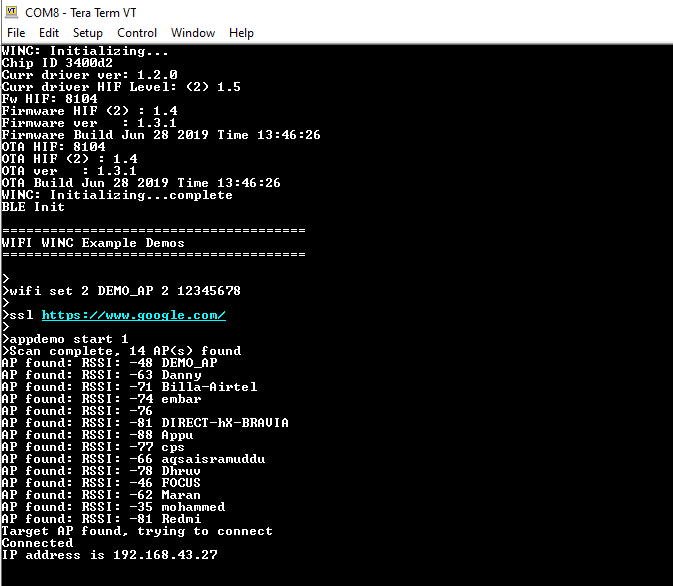 COM8 - Tera Term VT
File Edit Setup Control Window Help
WINC: Initializing...
Chip ID 3400d2
Curr driver ver: 1.2.0
Curr driver HIF Level: (2) 1.5
Fw HIF: 8104
Firmware HIF (2) : 1.4
Firmware ver   : 1.3.1
Firmware Build Jun 28 2019 Time 13:46:26
OTA HIF: 8104
OTA HIF (2) : 1.4
OTA ver   : 1.3.1
OTA Build Jun 28 2019 Time 13:46:26
WINC: Initializing...complete
BLE Init
======================================
WIFI WINC Example Demos
======================================
>
>wifi set 2 DEMO_AP 2 12345678
>
>ssl https://www.google.com/
>
>appdemo start 1
>Scan complete, 14 AP(s) found
AP found: RSSI: -48 DEMO_AP
AP found: RSSI: -63 Danny
AP found: RSSI: -71 Billa-Airtel
AP found: RSSI: -74 embar
AP found: RSSI: -76
AP found: RSSI: -81 DIRECT-hX-BRAVIA
AP found: RSSI: -88 Appu
AP found: RSSI: -77 cps
AP found: RSSI: -66 aqsaisramuddu
AP found: RSSI: -78 Dhruv
AP found: RSSI: -46 FOCUS
AP found: RSSI: -62 Maran
AP found: RSSI: -35 mohammed
AP found: RSSI: -81 Redmi
Target AP found, trying to connect
Connected
IP address is 192.168.43.27